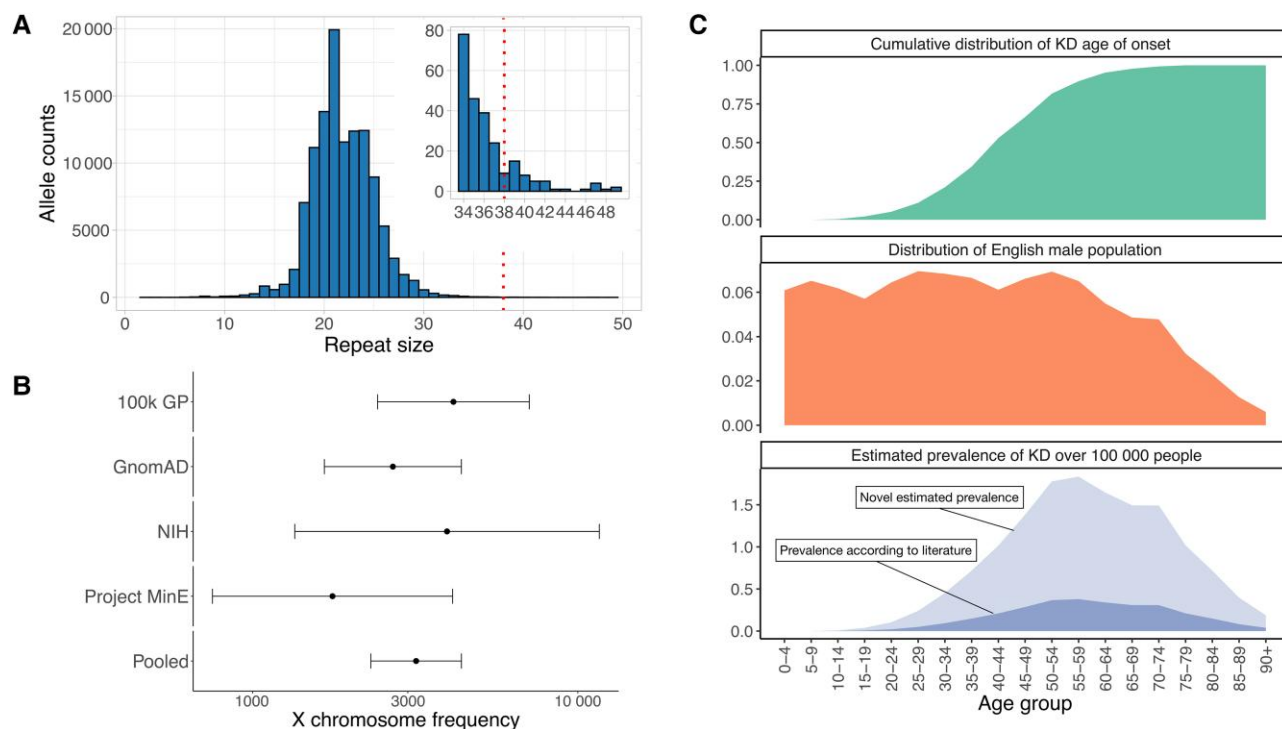 A
20 000
15 000
10 000
5000
0
Allele counts
0 10 20 30 40 50
Repeat size
80
60
40
20
0
34 36 38 40 42 44 46 48
B
100k GP
GnomAD
NIH
Project MinE
Pooled
1000 3000 10 000
X chromosome frequency
C
Cumulative distribution of KD age of onset
1.00
0.75
0.50
0.25
0.00
Distribution of English male population
0.06
0.04
0.02
0.00
Estimated prevalence of KD over 100 000 people
1.5
1.0
0.5
0.0
Novel estimated prevalence
Prevalence according to literature
0–4
5–9
10–14
15–19
20–24
25–29
30–34
35–39
40–44
45–49
50–54
55–59
60–64
65–69
70–74
75–79
80–84
85–89
90+
Age group